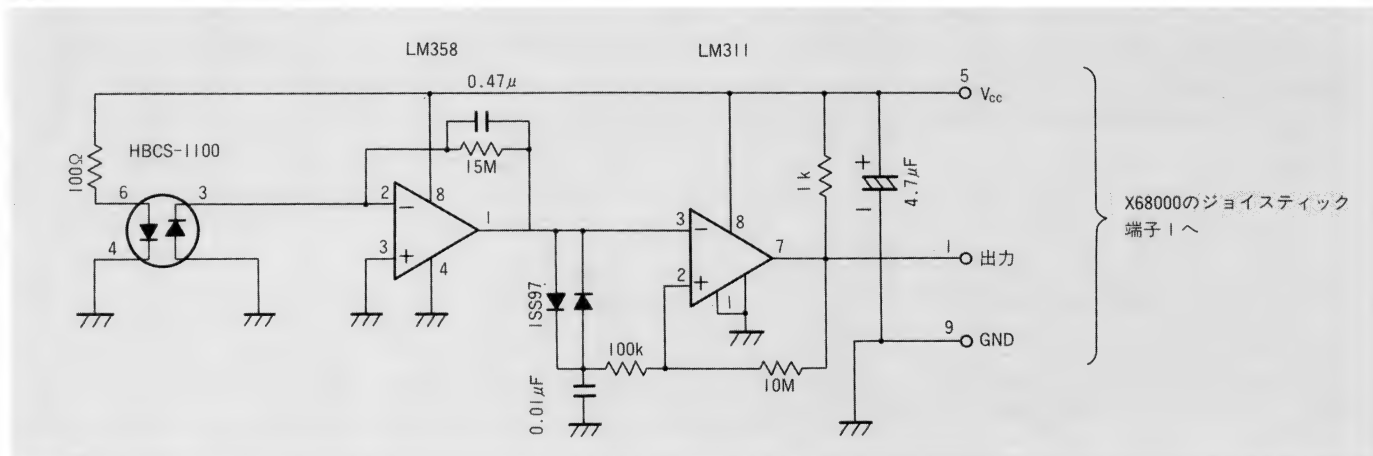 LM358
LM311
0.47μ
5
Vcc
100Ω
HBCS-1100
15M
1k
+
4.7μF
6
3
2
8
1
4
3
+
4
3
8
7
2
+
1
1
出力
X68000のジョイスティック
端子1へ
1SS97
100k
10M
9
GND
0.01μF